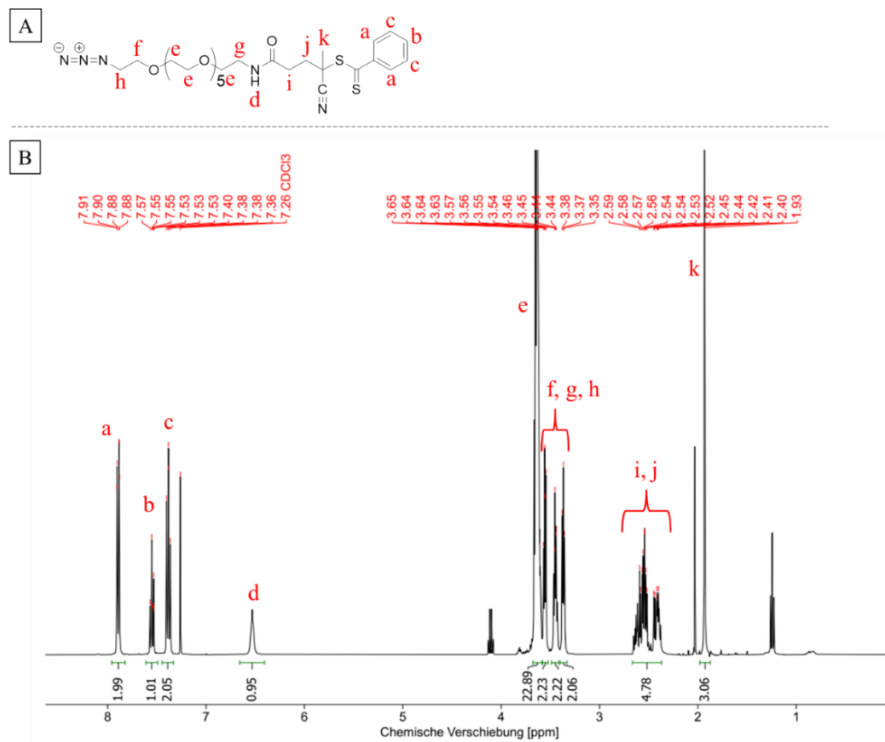 A
f e g O j k S a c b
⊖ ⊕ N=N=N h O e O 5 e N H d i N S a c
B
7.91 7.90 7.88 7.88 7.57 7.55 7.55 7.53 7.53 7.53 7.40 7.38 7.38 7.36 7.26 CDCl3 3.65 3.64 3.64 3.63 3.57 3.56 3.55 3.54 3.46 3.45 3.44 3.44 3.38 3.37 3.35 2.59 2.58 2.57 2.56 2.54 2.54 2.53 2.52 2.45 2.44 2.42 2.41 2.40 1.93
k
e
f, g, h
a c
i, j
b
d
1.99 1.01 2.05 0.95 22.89 2.23 2.22 2.06 4.78 3.06
8 7 6 5 4 3 2 1
Chemische Verschiebung [ppm]